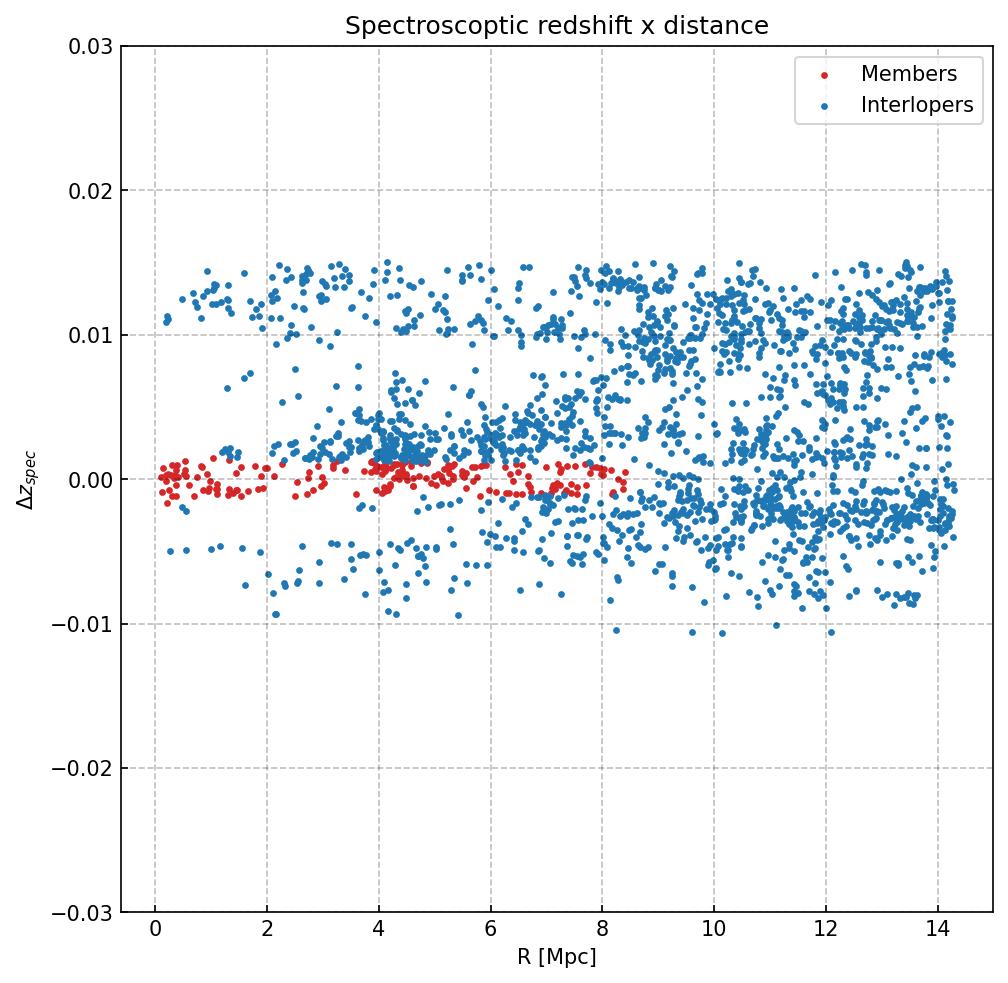 Spectroscoptic redshift x distance
Members
Interlopers
0.03
0.02
0.01
0.00
−0.01
−0.02
−0.03
Δz_spec
0 2 4 6 8 10 12 14
R [Mpc]